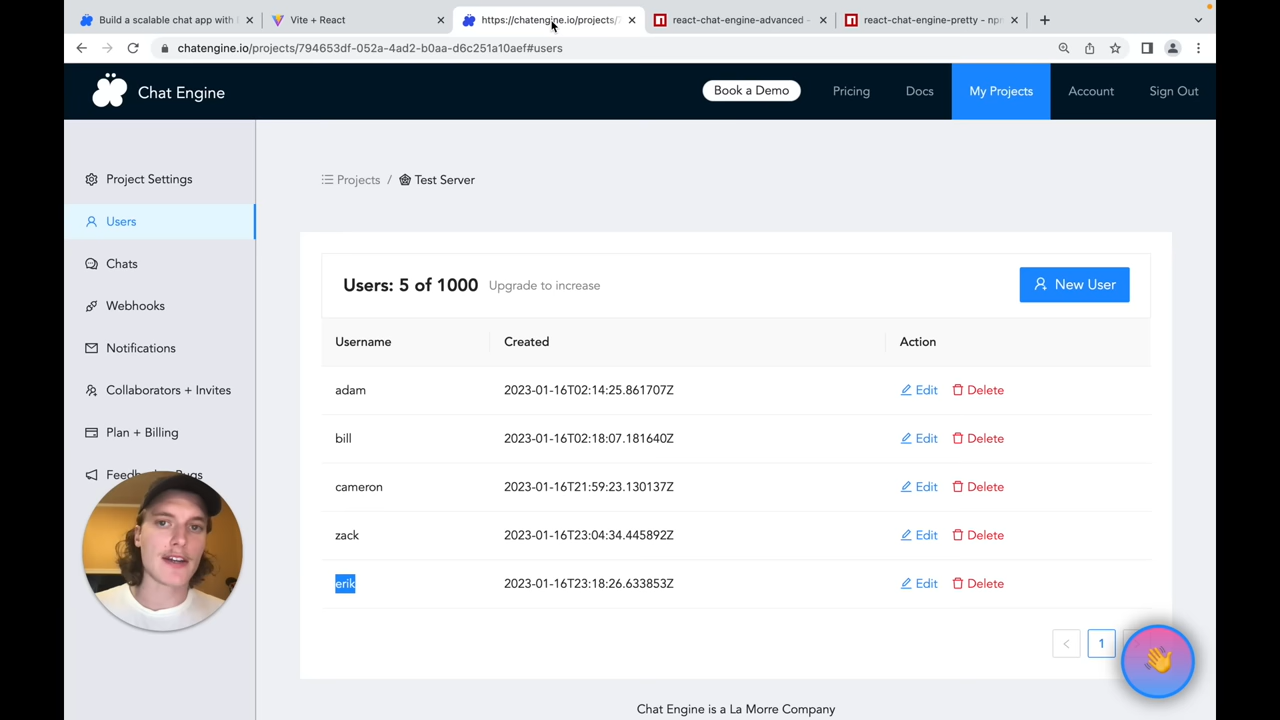 Build a scalable chat app with
Vite + React
https://chatengine.io/projects/7
react-chat-engine-advanced -
react-chat-engine-pretty - npm
chatengine.io/projects/794653df-052a-4ad2-b0aa-d6c251a10aef#users
Chat Engine
Book a Demo
Pricing
Docs
My Projects
Account
Sign Out
Project Settings
Users
Chats
Webhooks
Notifications
Collaborators + Invites
Plan + Billing
Projects / Test Server
Users: 5 of 1000 Upgrade to increase
New User
Username Created Action
adam 2023-01-16T02:14:25.861707Z Edit Delete
bill 2023-01-16T02:18:07.181640Z Edit Delete
cameron 2023-01-16T21:59:23.130137Z Edit Delete
zack 2023-01-16T23:04:34.445892Z Edit Delete
erik 2023-01-16T23:18:26.633853Z Edit Delete
< 1
Chat Engine is a La Morre Company